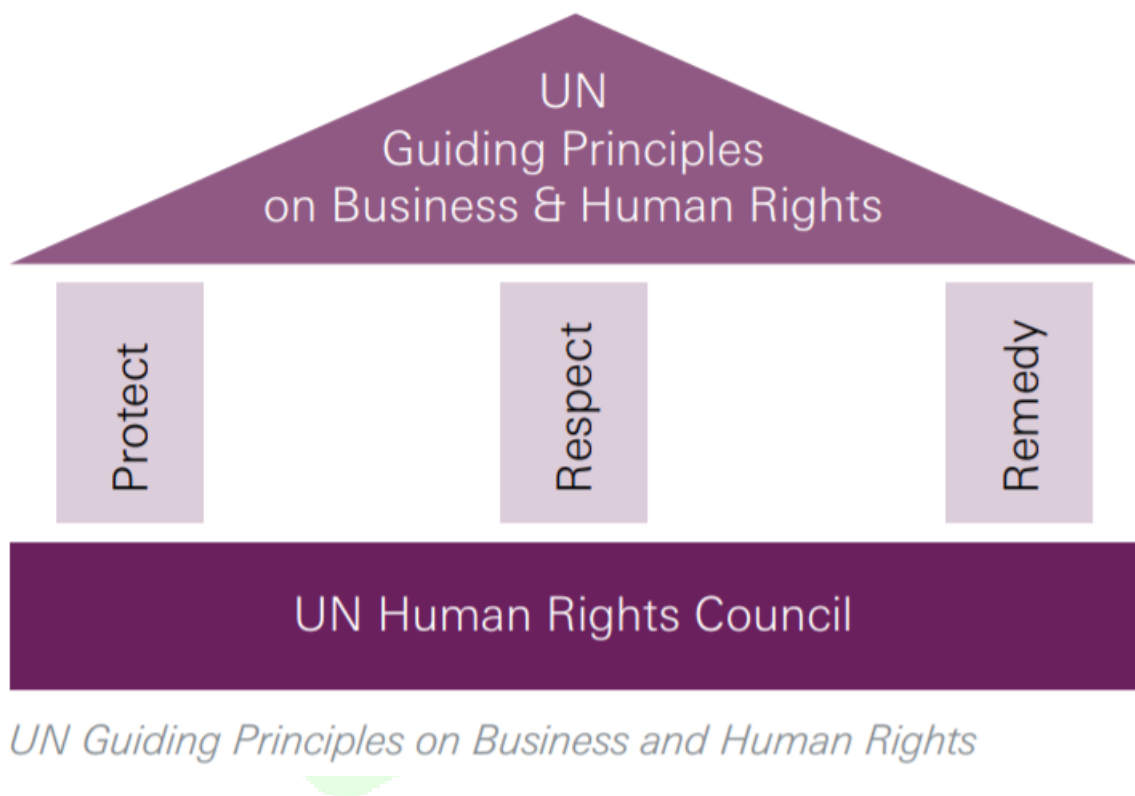 UN
Guiding Principles
on Business & Human Rights
Protect
Respect
Remedy
UN Human Rights Council
UN Guiding Principles on Business and Human Rights